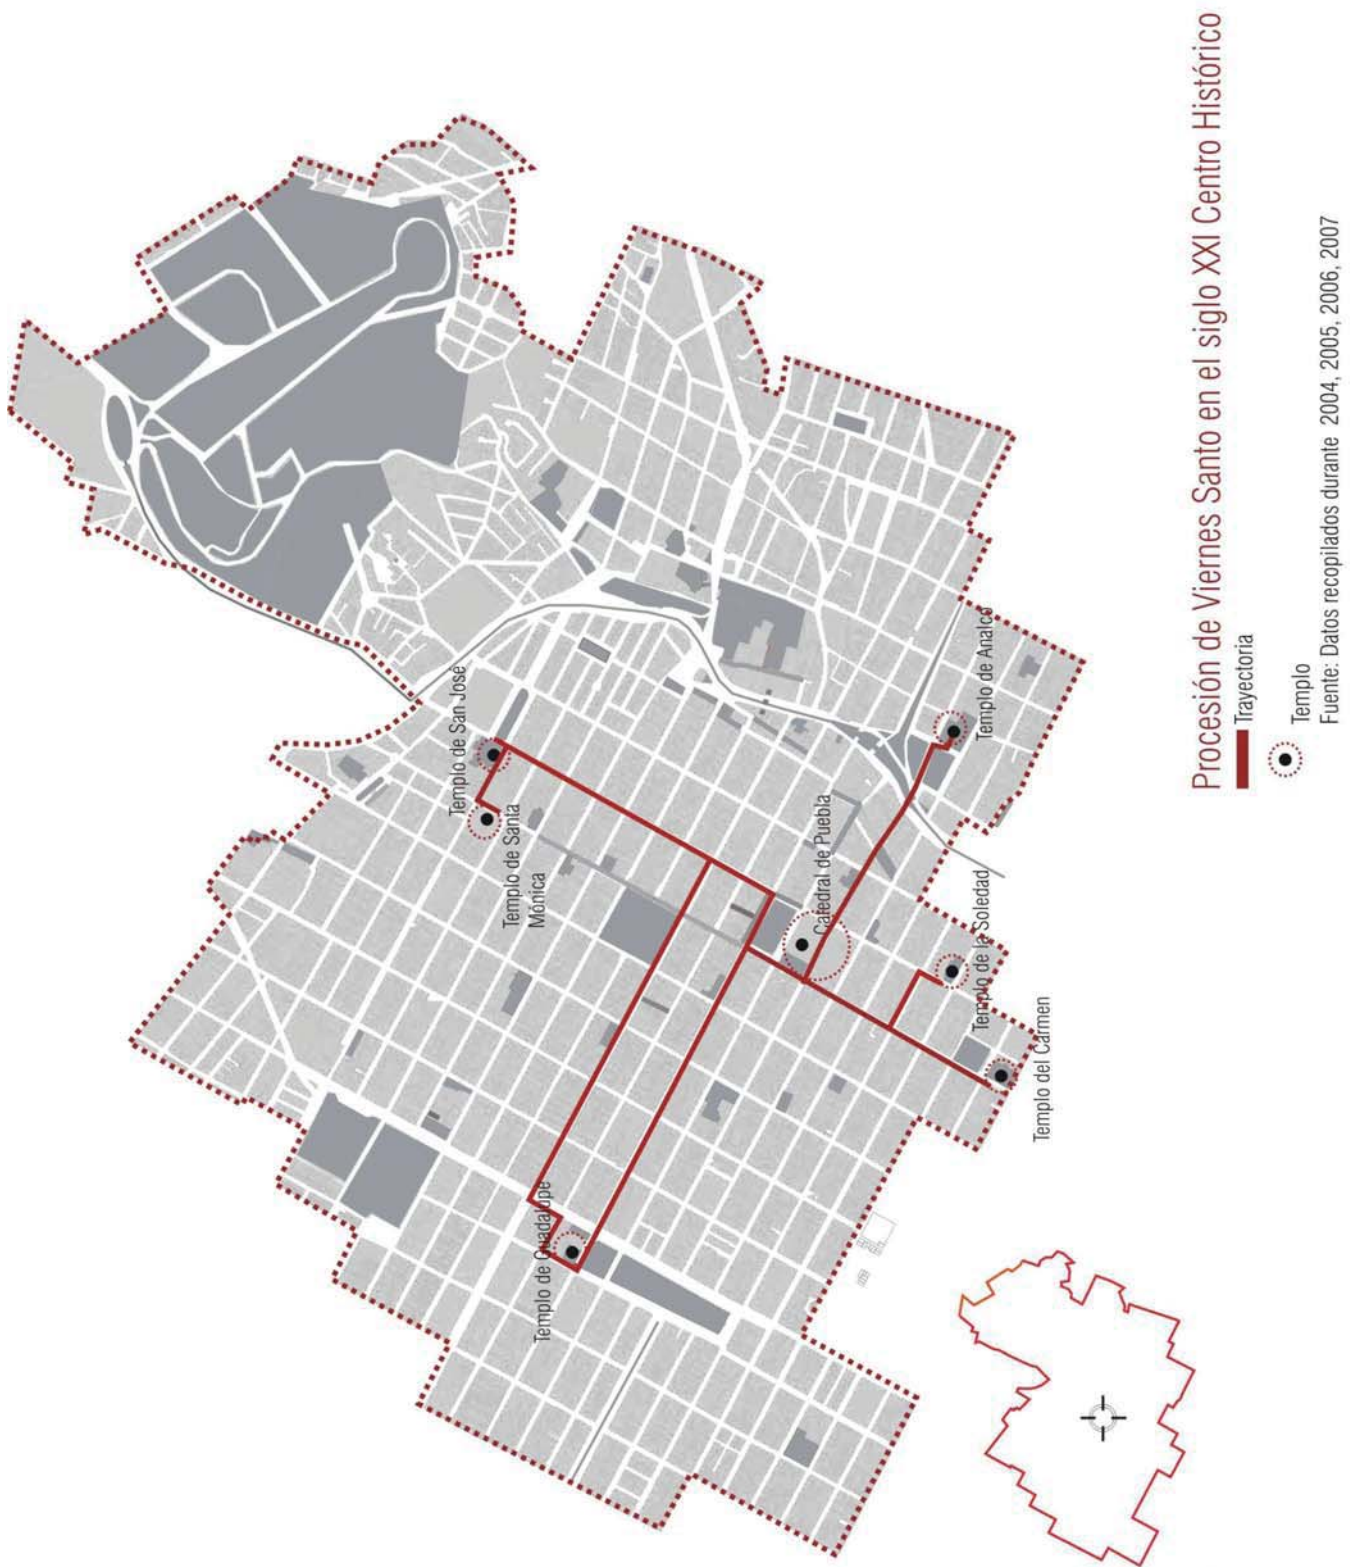 Procesión de Viernes Santo en el siglo XXI Centro Histórico
Trayectoria
Templo
Fuente: Datos recopilados durante 2004, 2005, 2006, 2007
Templo de San José
Templo de Santa
Mónica
Templo de Guadalupe
Catedral de Puebla
Templo de Analco
Templo de la Soledad
Templo del Carmen